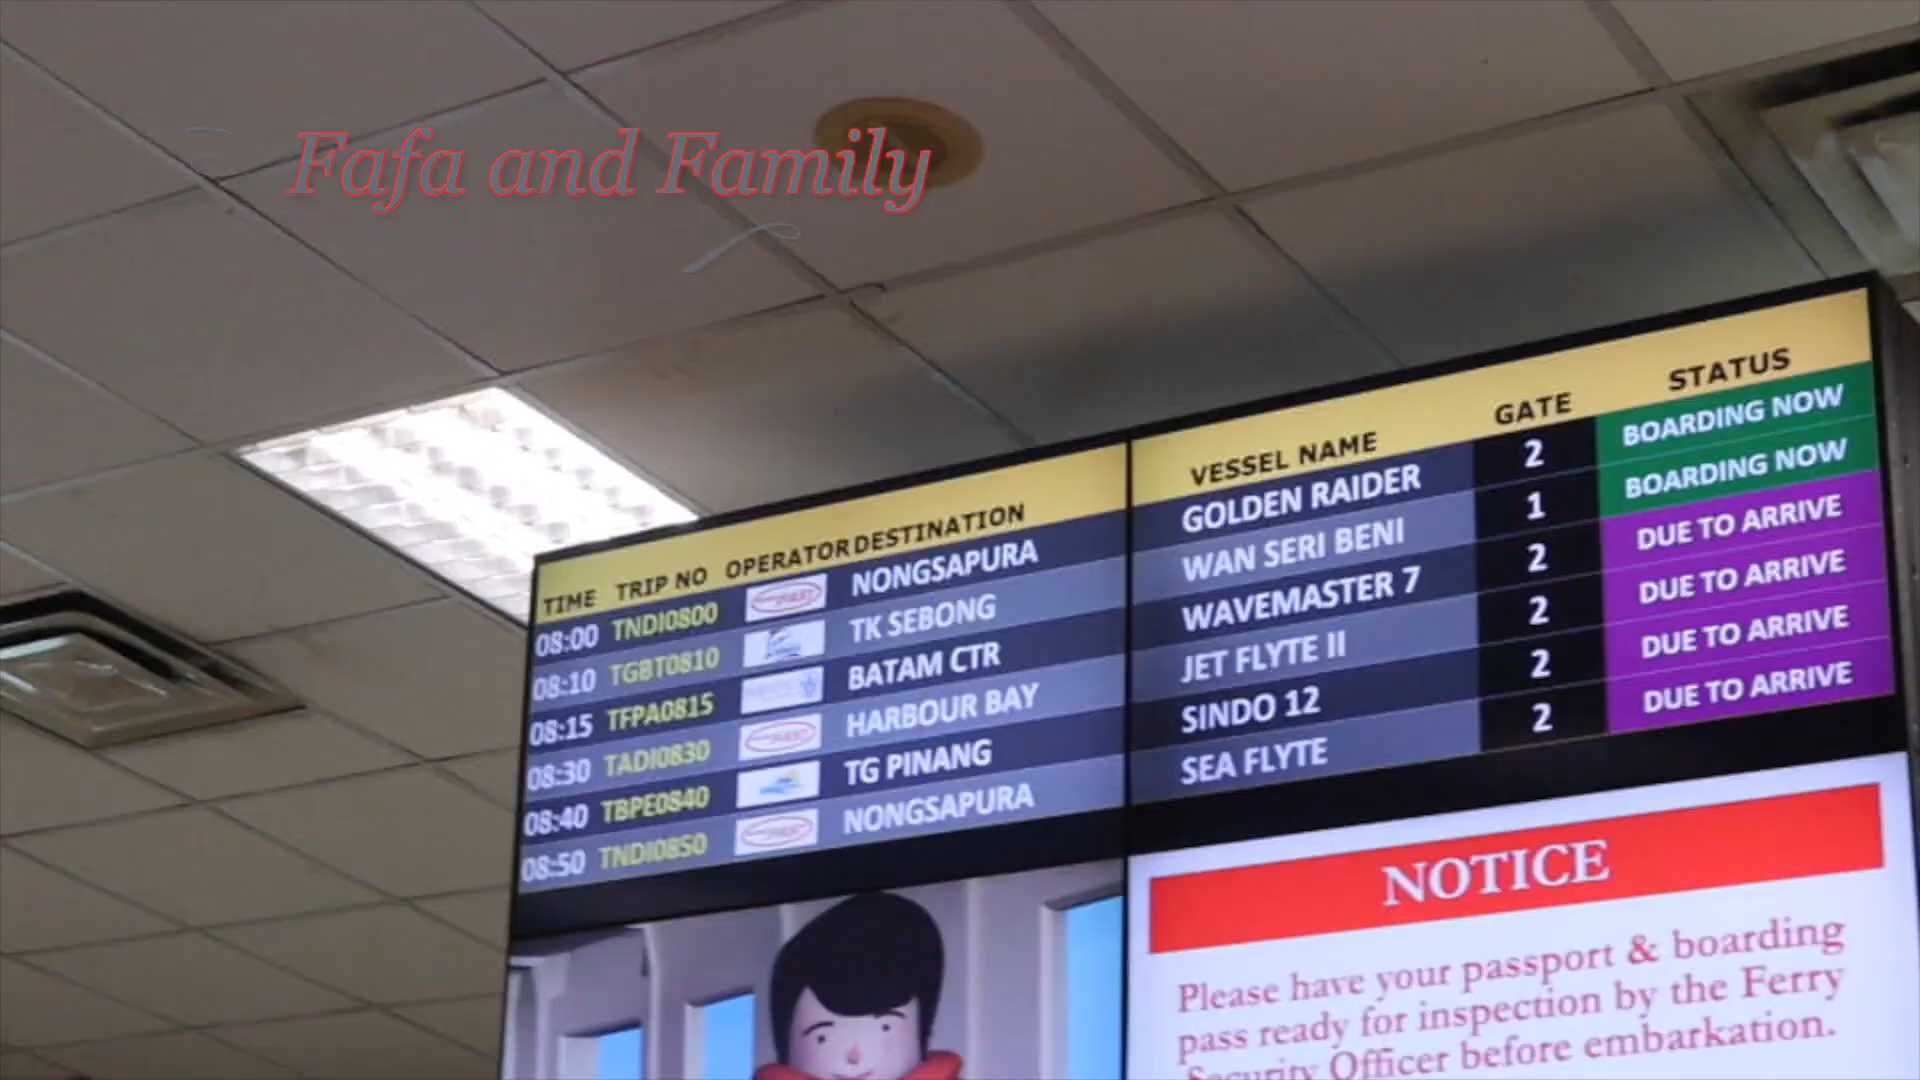 Fafa and Family
TIME TRIP NO OPERATOR DESTINATION VESSEL NAME GATE STATUS
08:00 TNDI0800 NONGSAPURA GOLDEN RAIDER 2 BOARDING NOW
08:10 TGBT0810 TK SEBONG WAN SERI BENI 1 BOARDING NOW
08:15 TFPA0815 BATAM CTR WAVEMASTER 7 2 DUE TO ARRIVE
08:30 TADI0830 HARBOUR BAY JET FLYTE II 2 DUE TO ARRIVE
08:40 TBPE0840 TG PINANG SINDO 12 2 DUE TO ARRIVE
08:50 TNDI0850 NONGSAPURA SEA FLYTE 2 DUE TO ARRIVE
NOTICE
Please have your passport & boarding
pass ready for inspection by the Ferry
Security Officer before embarkation.